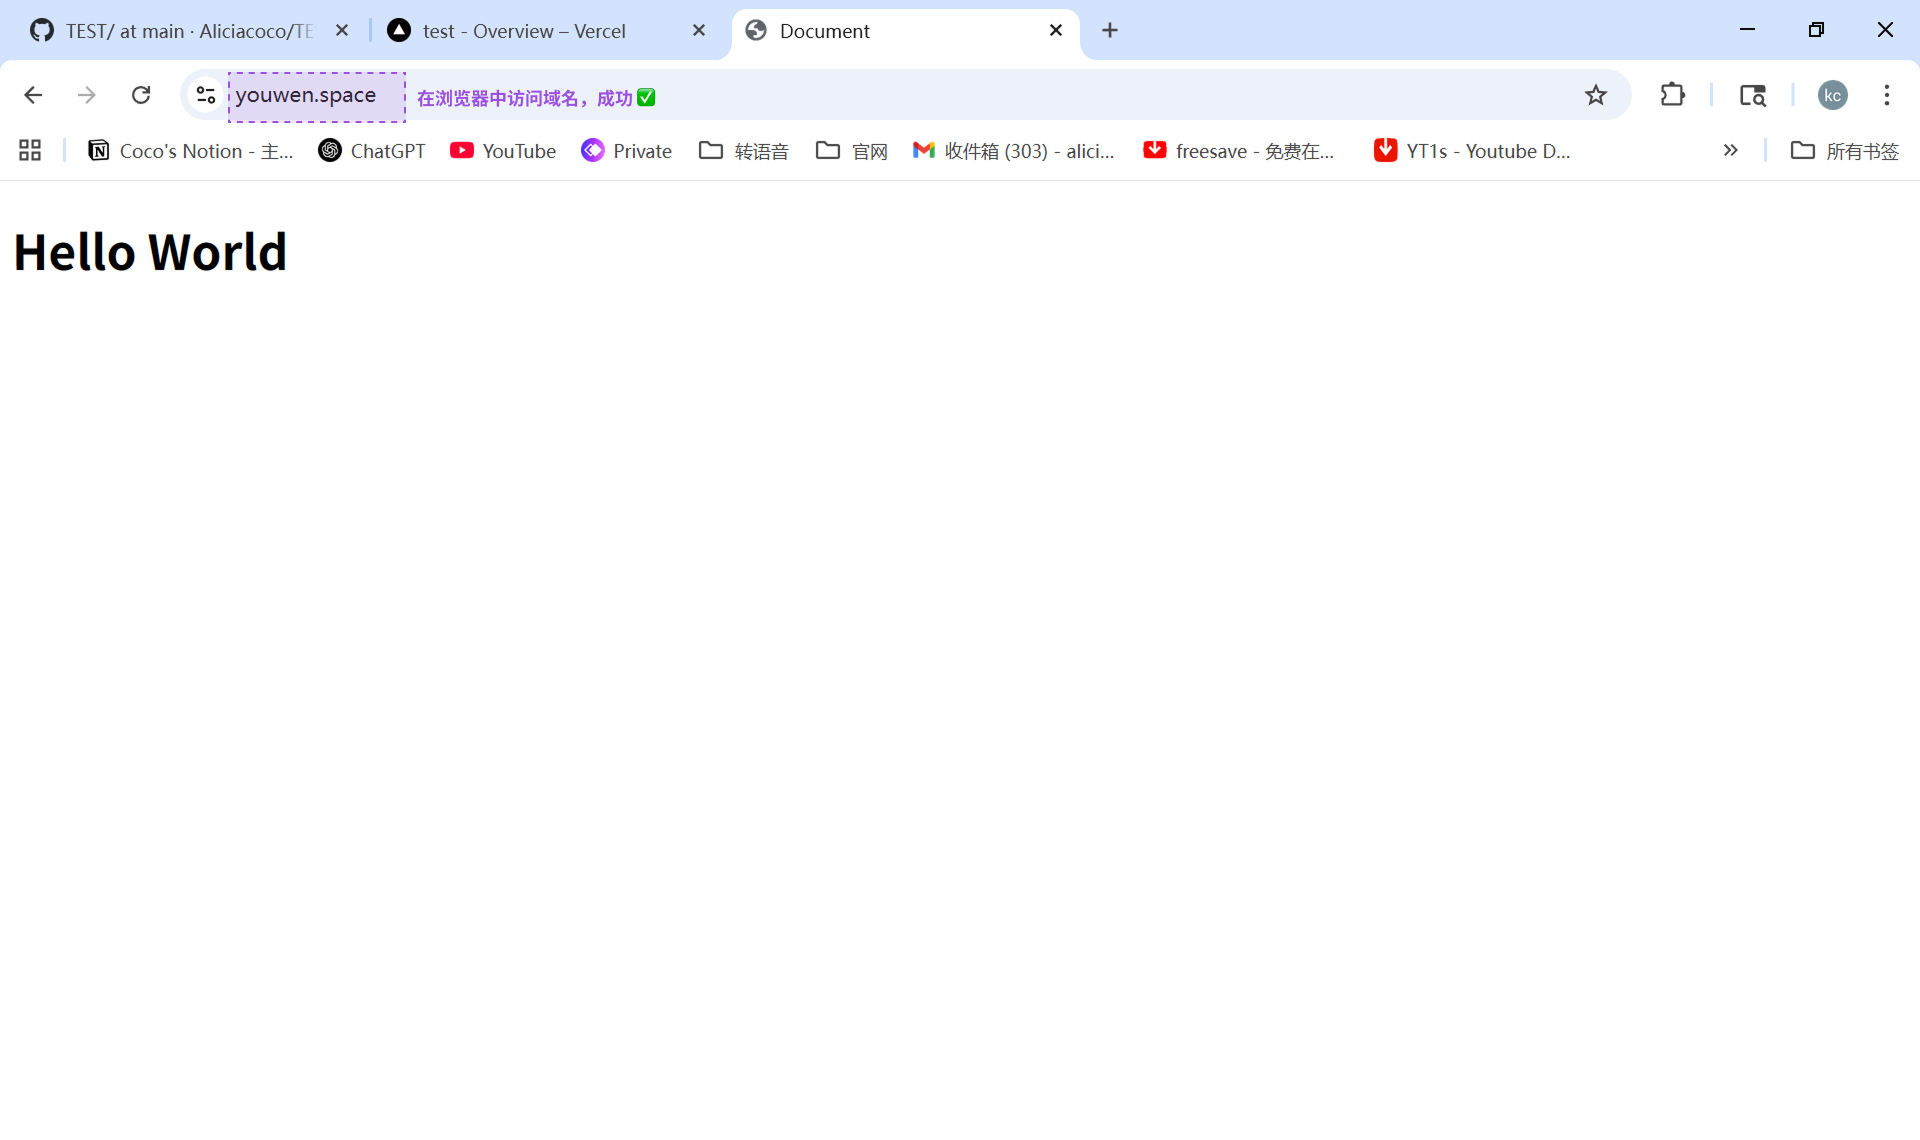 TEST/ at main · Aliciacoco/TE
test - Overview – Vercel
Document
youwen.space
在浏览器中访问域名，成功✅
Coco's Notion - 主...
ChatGPT
YouTube
Private
转语音
官网
收件箱 (303) - alici...
freesave - 免费在...
YT1s - Youtube D...
所有书签
kc
Hello World